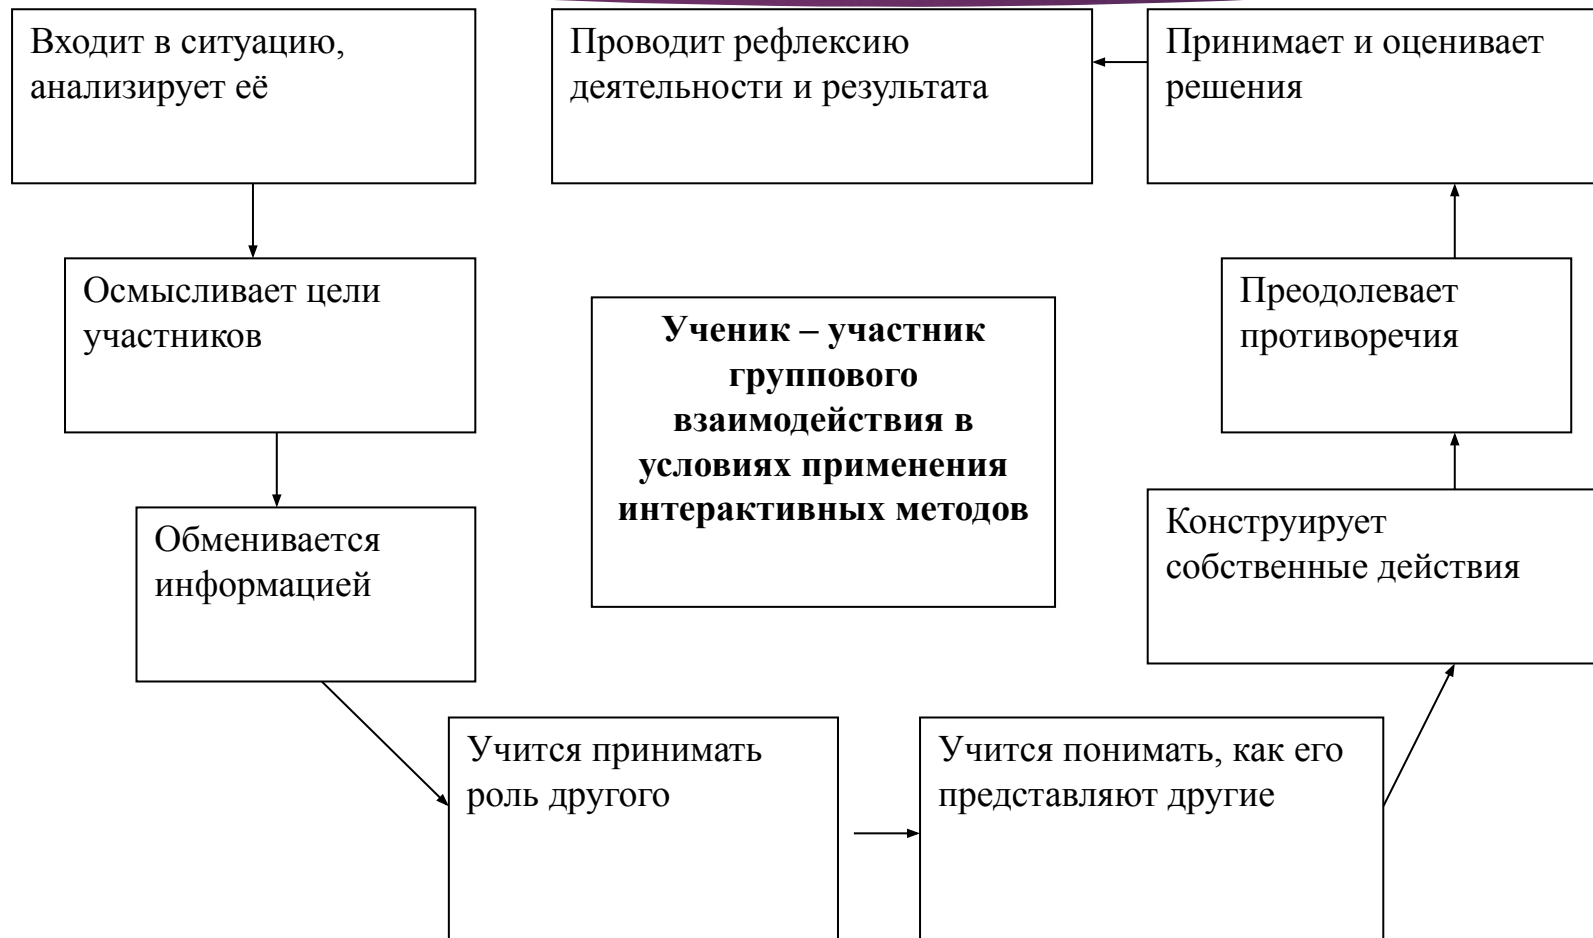 Входит в ситуацию,
анализирует её
Проводит рефлексию
деятельности и результата
Принимает и оценивает
решения
Осмысливает цели
участников
Ученик – участник
группового
взаимодействия в
условиях применения
интерактивных методов
Преодолевает
противоречия
Обменивается
информацией
Конструирует
собственные действия
Учится принимать
роль другого
Учится понимать, как его
представляют другие